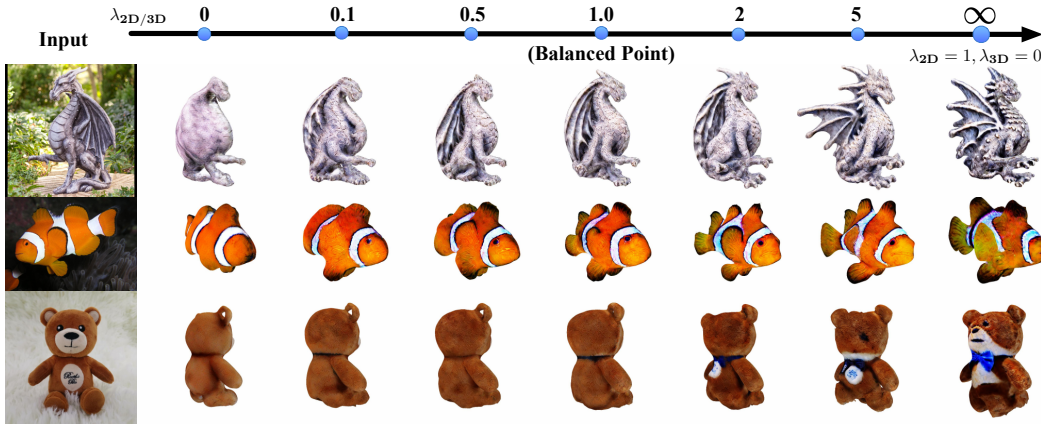 λ2D/3D 0 0.1 0.5 1.0 2 5 ∞
Input
(Balanced Point)
λ2D = 1, λ3D = 0